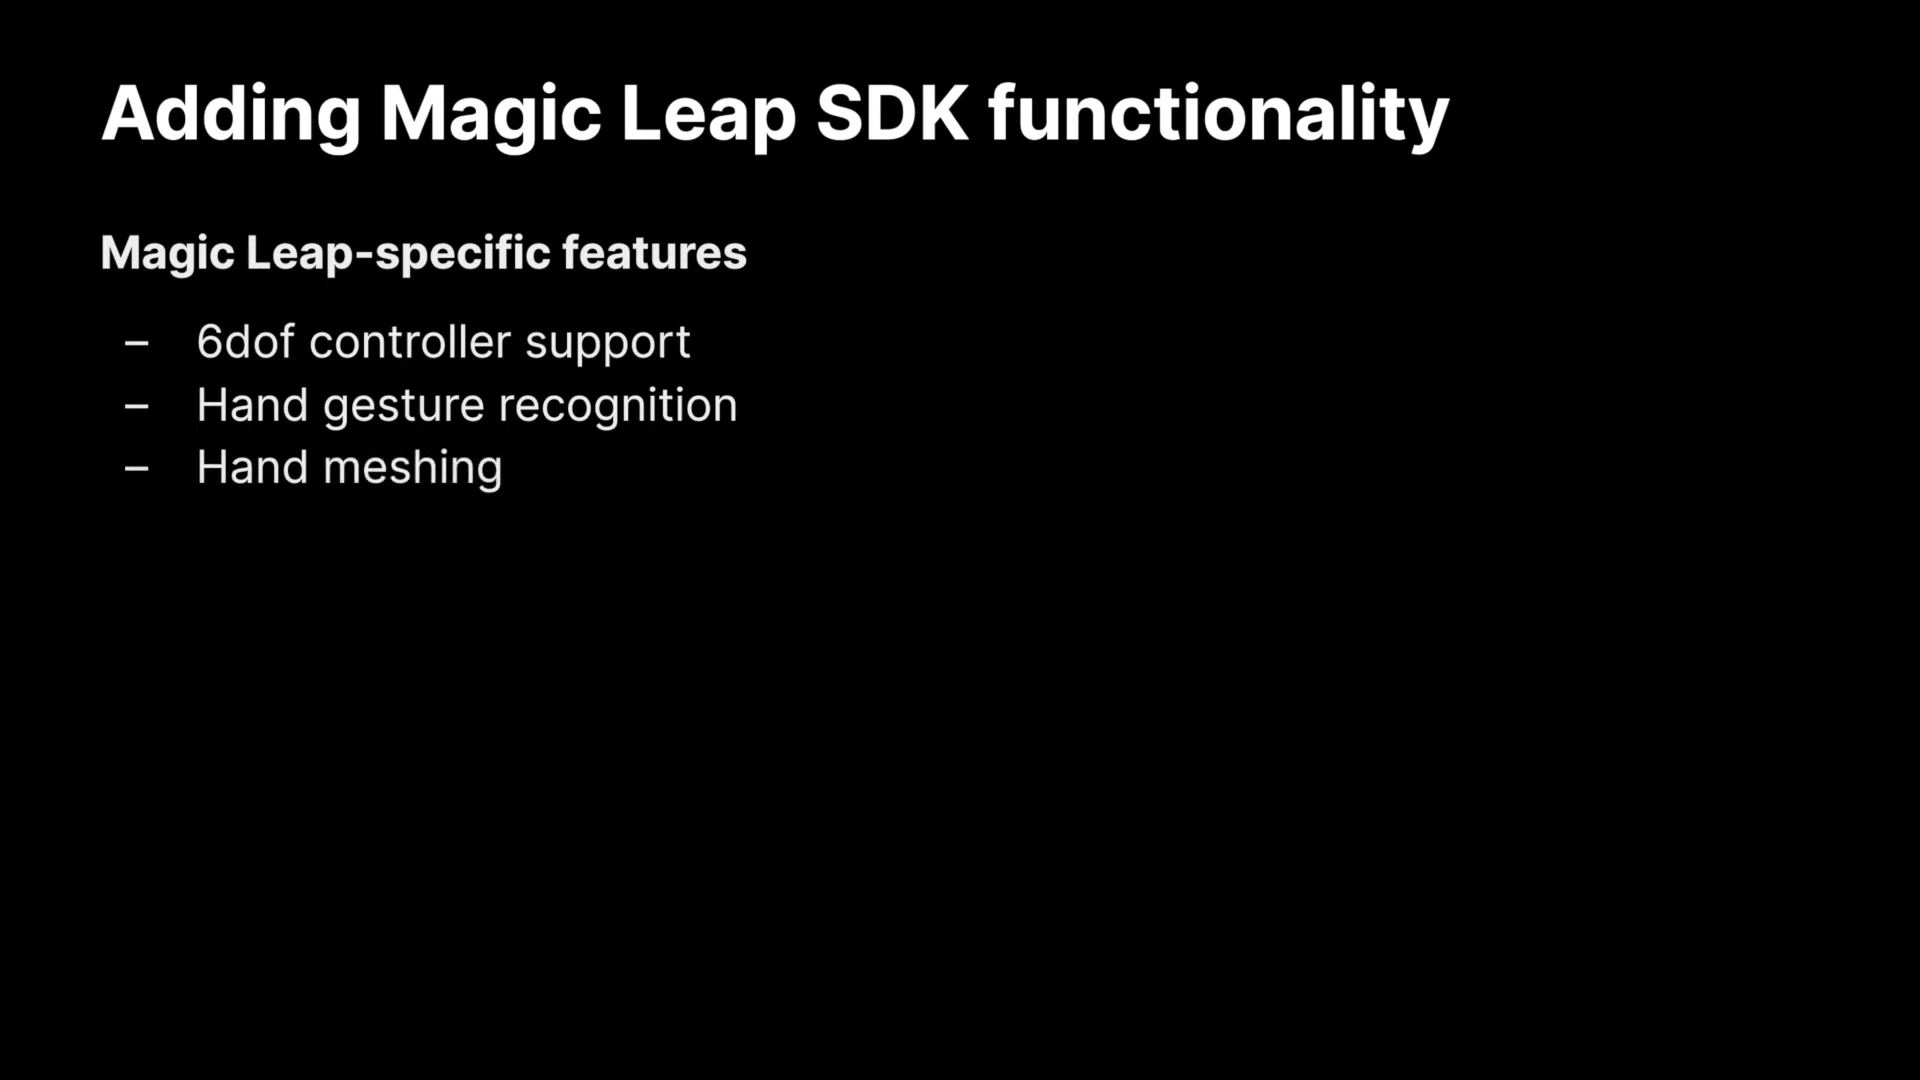 Adding Magic Leap SDK functionality
Magic Leap-specific features
– 6dof controller support
– Hand gesture recognition
– Hand meshing